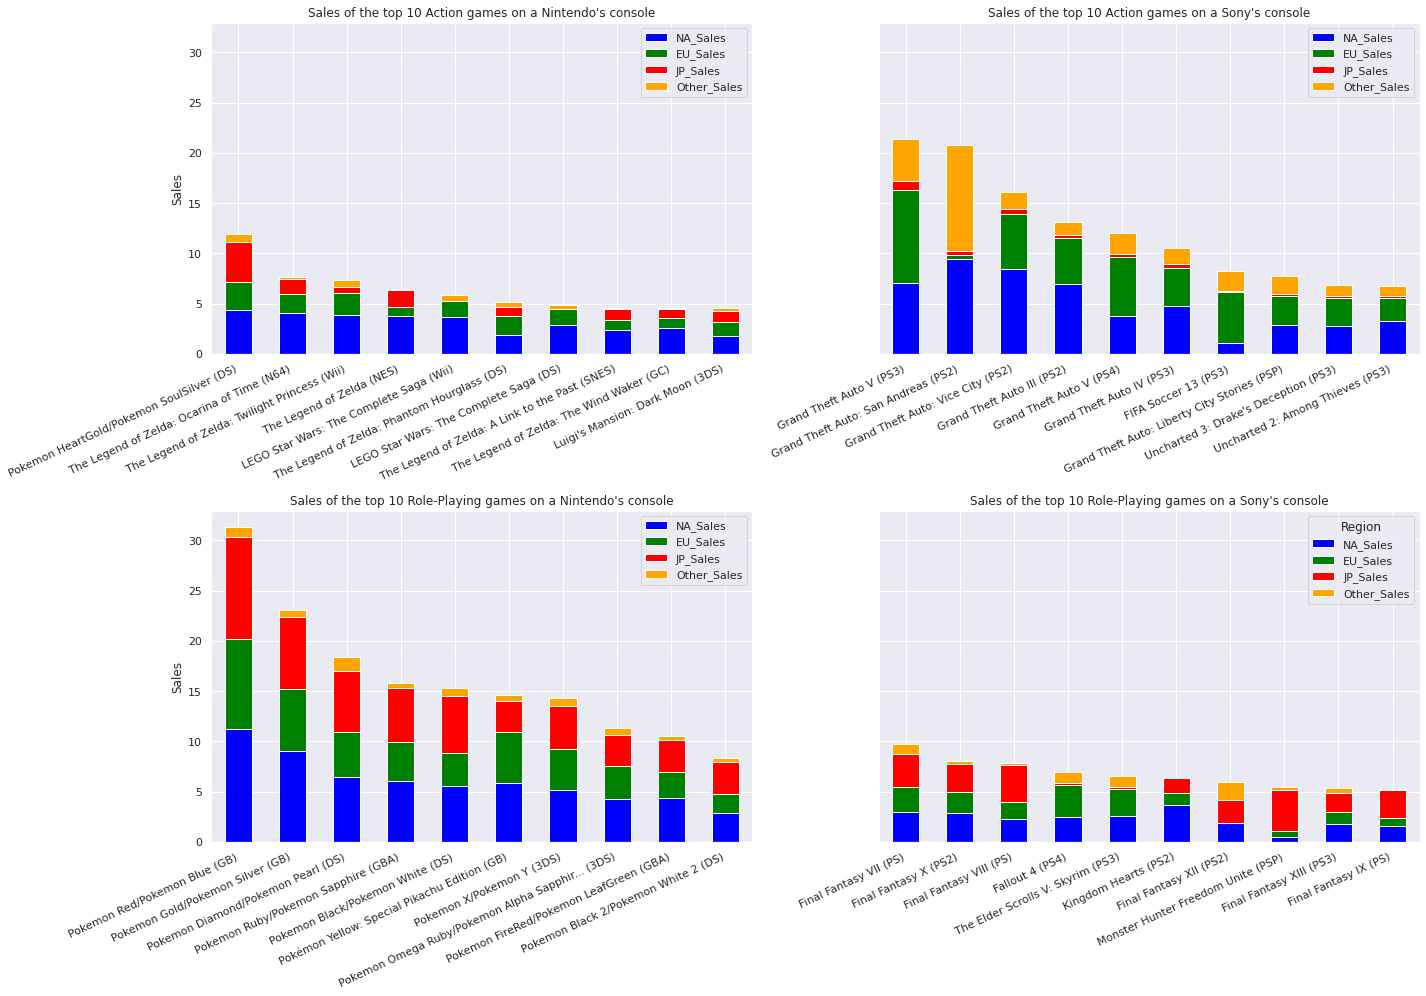 Sales of the top 10 Action games on a Nintendo's console
NA_Sales
EU_Sales
JP_Sales
Other_Sales
Sales
30
25
20
15
10
5
0
Pokemon HeartGold/Pokemon SoulSilver (DS)
The Legend of Zelda: Ocarina of Time (N64)
The Legend of Zelda: Twilight Princess (Wii)
The Legend of Zelda (NES)
LEGO Star Wars: The Complete Saga (Wii)
The Legend of Zelda: Phantom Hourglass (DS)
LEGO Star Wars: The Complete Saga (DS)
The Legend of Zelda: A Link to the Past (SNES)
The Legend of Zelda: The Wind Waker (GC)
Luigi's Mansion: Dark Moon (3DS)
Sales of the top 10 Action games on a Sony's console
NA_Sales
EU_Sales
JP_Sales
Other_Sales
Grand Theft Auto V (PS3)
Grand Theft Auto: San Andreas (PS2)
Grand Theft Auto: Vice City (PS2)
Grand Theft Auto III (PS2)
Grand Theft Auto V (PS4)
Grand Theft Auto IV (PS3)
FIFA Soccer 13 (PS3)
Grand Theft Auto: Liberty City Stories (PSP)
Uncharted 3: Drake's Deception (PS3)
Uncharted 2: Among Thieves (PS3)
Sales of the top 10 Role-Playing games on a Nintendo's console
NA_Sales
EU_Sales
JP_Sales
Other_Sales
Sales
30
25
20
15
10
5
0
Pokemon Red/Pokemon Blue (GB)
Pokemon Gold/Pokemon Silver (GB)
Pokemon Diamond/Pokemon Pearl (DS)
Pokemon Ruby/Pokemon Sapphire (GBA)
Pokemon Black/Pokemon White (DS)
Pokémon Yellow: Special Pikachu Edition (GB)
Pokemon X/Pokemon Y (3DS)
Pokemon Omega Ruby/Pokemon Alpha Sapphir... (3DS)
Pokemon FireRed/Pokemon LeafGreen (GBA)
Pokemon Black 2/Pokemon White 2 (DS)
Sales of the top 10 Role-Playing games on a Sony's console
Region
NA_Sales
EU_Sales
JP_Sales
Other_Sales
Final Fantasy VII (PS)
Final Fantasy X (PS2)
Final Fantasy VIII (PS)
Fallout 4 (PS4)
The Elder Scrolls V: Skyrim (PS3)
Kingdom Hearts (PS2)
Final Fantasy XII (PS2)
Monster Hunter Freedom Unite (PSP)
Final Fantasy XIII (PS3)
Final Fantasy IX (PS)